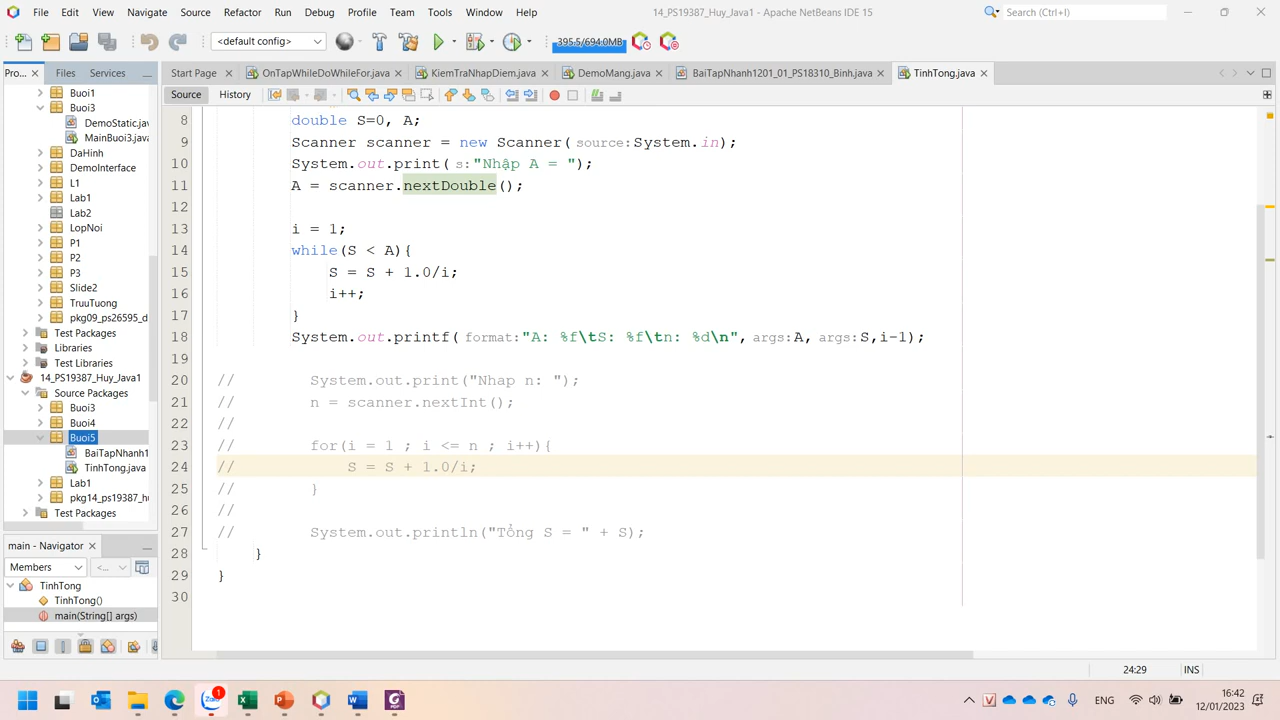 File Edit View Navigate Source Refactor Run Debug Profile Team Tools Window Help
14_PS19387_Huy_Java1 - Apache NetBeans IDE 15
Search (Ctrl+I)
<default config>
395.5/694.0MB
Pro... Files Services
Start Page OnTapWhileDoWhileFor.java KiemTraNhapDiem.java DemoMang.java BaiTapNhanh1201_01_PS18310_Binh.java TinhTong.java
Source History
Buoi1
Buoi3
DemoStatic.jav
MainBuoi3.java
DaHinh
DemoInterface
L1
Lab1
Lab2
LopNoi
P1
P2
P3
Slide2
TruuTuong
pkg09_ps26595_d
Test Packages
Libraries
Test Libraries
14_PS19387_Huy_Java1
Source Packages
Buoi3
Buoi4
Buoi5
BaiTapNhanh1
TinhTong.java
Lab1
pkg14_ps19387_hu
Test Packages
main - Navigator
Members <...
TinhTong
TinhTong()
main(String[] args)
8 double S=0, A;
9 Scanner scanner = new Scanner(source:System.in);
10 System.out.print(s:"Nhập A = ");
11 A = scanner.nextDouble();
12
13 i = 1;
14 while(S < A){
15 S = S + 1.0/i;
16 i++;
17 }
18 System.out.printf(format:"A: %f\tS: %f\tn: %d\n", args:A, args:S,i-1);
19
20 // System.out.print("Nhap n: ");
21 // n = scanner.nextInt();
22 //
23 // for(i = 1 ; i <= n ; i++){
24 // S = S + 1.0/i;
25 // }
26 //
27 // System.out.println("Tổng S = " + S);
28 }
29 }
30
24:29 INS
Zalo 1
ENG
16:42
12/01/2023